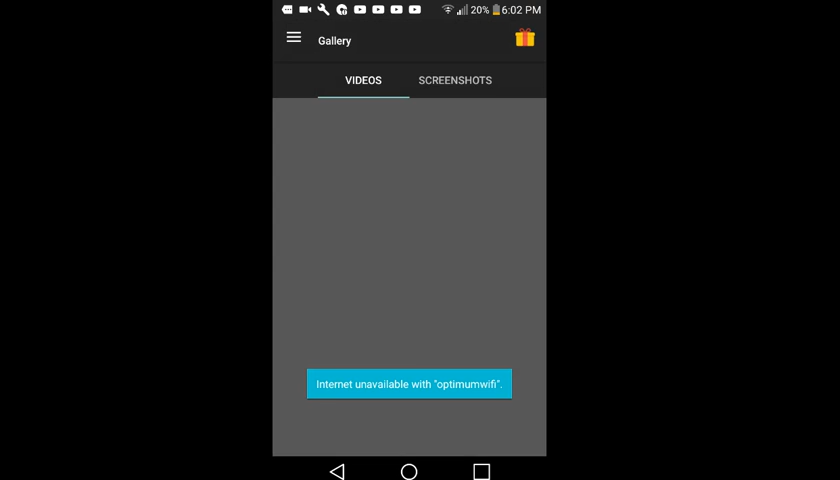 20% 6:02 PM
Gallery
VIDEOS SCREENSHOTS
Internet unavailable with "optimumwifi".